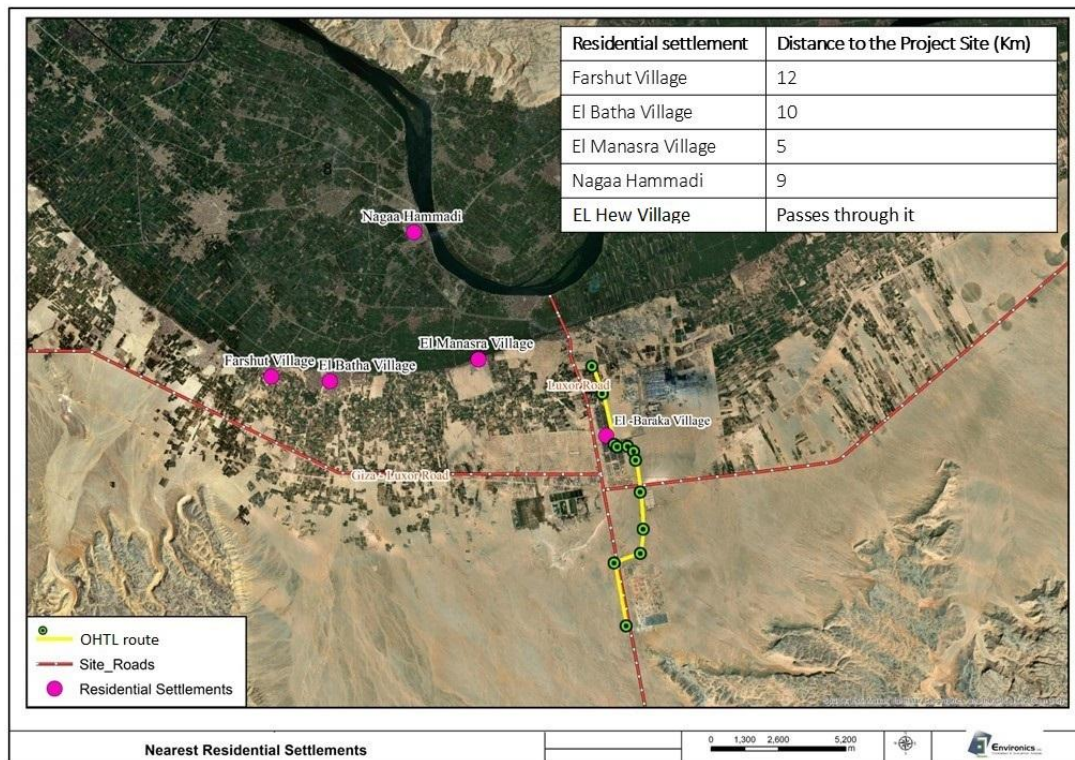 Residential settlement Distance to the Project Site (Km)
Farshut Village 12
El Batha Village 10
El Manasra Village 5
Nagaa Hammadi 9
EL Hew Village Passes through it
Nagaa Hammadi
El Manasra Village
Farshut Village
El Batha Village
Luxor Road
El -Baraka Village
Giza - Luxor Road
OHTL route
Site_Roads
Residential Settlements
Nearest Residential Settlements
0 1,300 2,600 5,200
m
Environics